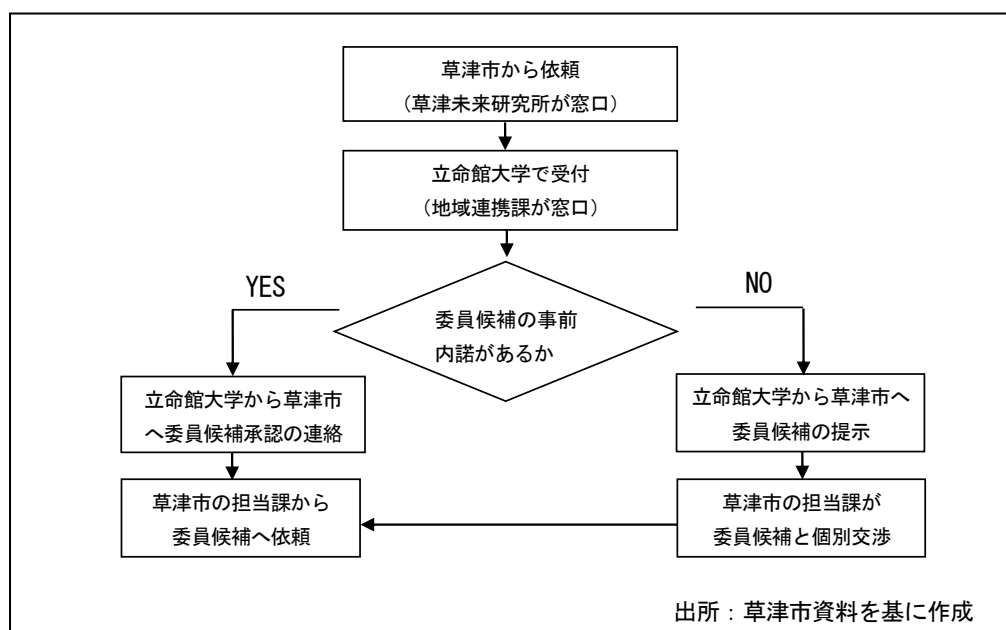 草津市から依頼
（草津未来研究所が窓口）
立命館大学で受付
（地域連携課が窓口）
YES
NO
委員候補の事前
内諾があるか
立命館大学から草津市
へ委員候補承認の連絡
立命館大学から草津市へ
委員候補の提示
草津市の担当課から
委員候補へ依頼
草津市の担当課が
委員候補と個別交渉
出所：草津市資料を基に作成